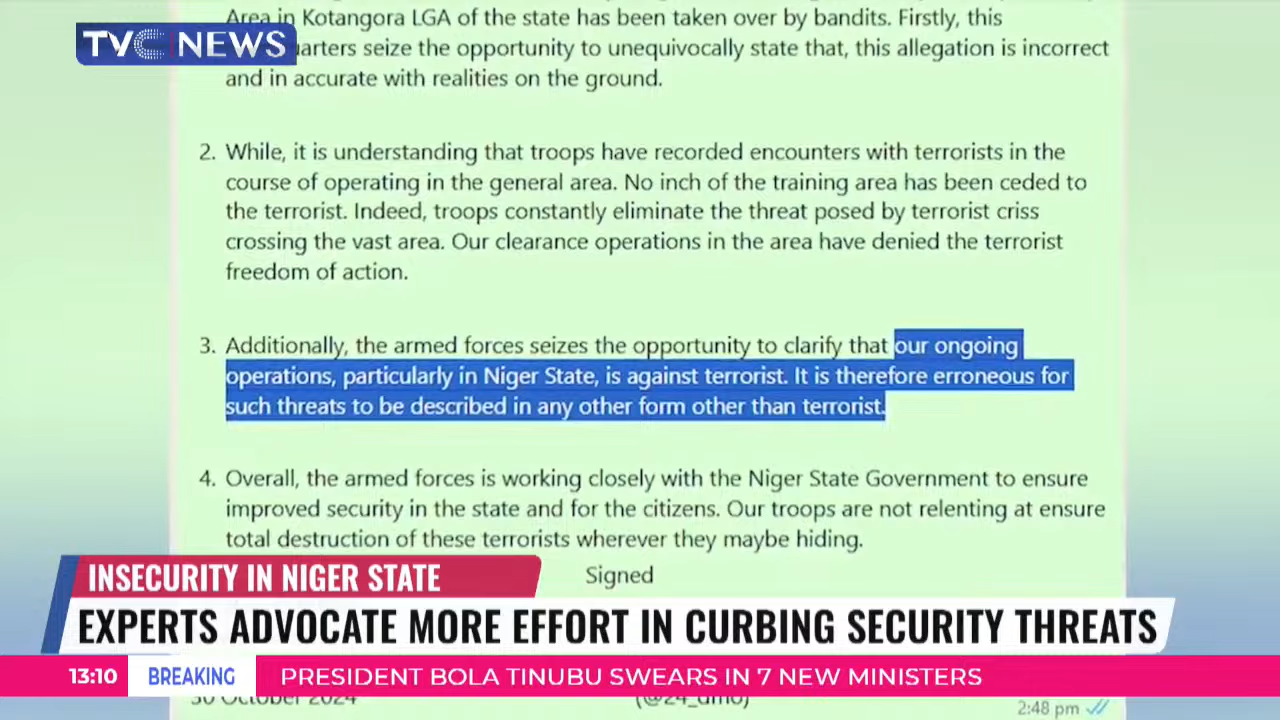 Area in Kotangora LGA of the state has been taken over by bandits. Firstly, this
TVC NEWS
arters seize the opportunity to unequivocally state that, this allegation is incorrect
and in accurate with realities on the ground.
2. While, it is understanding that troops have recorded encounters with terrorists in the
course of operating in the general area. No inch of the training area has been ceded to
the terrorist. Indeed, troops constantly eliminate the threat posed by terrorist criss
crossing the vast area. Our clearance operations in the area have denied the terrorist
freedom of action.
3. Additionally, the armed forces seizes the opportunity to clarify that our ongoing
operations, particularly in Niger State, is against terrorist. It is therefore erroneous for
such threats to be described in any other form other than terrorist.
4. Overall, the armed forces is working closely with the Niger State Government to ensure
improved security in the state and for the citizens. Our troops are not relenting at ensure
total destruction of these terrorists wherever they maybe hiding.
Signed
INSECURITY IN NIGER STATE
EXPERTS ADVOCATE MORE EFFORT IN CURBING SECURITY THREATS
13:10 BREAKING PRESIDENT BOLA TINUBU SWEARS IN 7 NEW MINISTERS
30 October 2024
2:48 pm